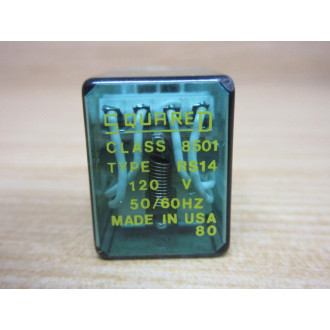 SQUARE D
CLASS 8501
TYPE RS14
120 V
50/60HZ
MADE IN USA
80